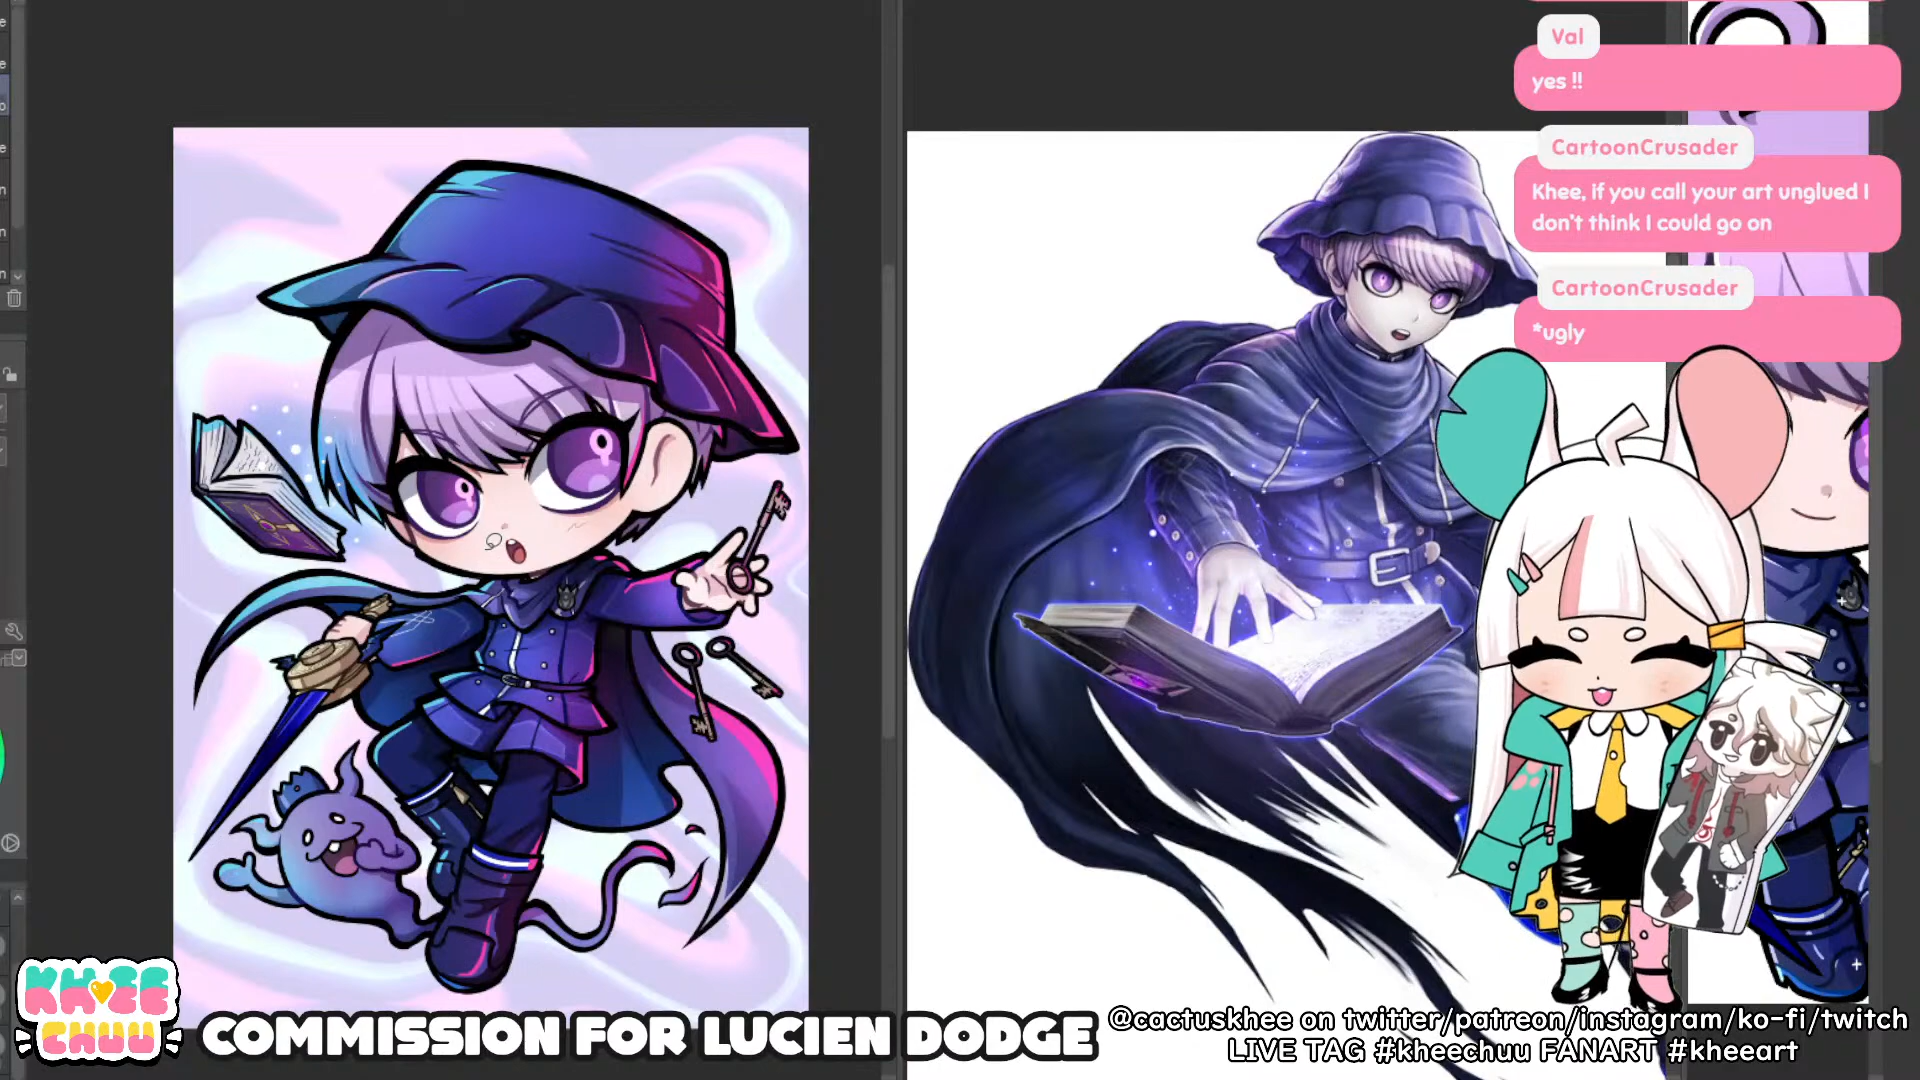 Val
yes !!
CartoonCrusader
Khee, if you call your art unglued I
don't think I could go on
CartoonCrusader
*ugly
KHEE
CHUU
COMMISSION FOR LUCIEN DODGE
@cactuskhee on twitter/patreon/instagram/ko-fi/twitch
LIVE TAG #kheechuu FANART #kheeart